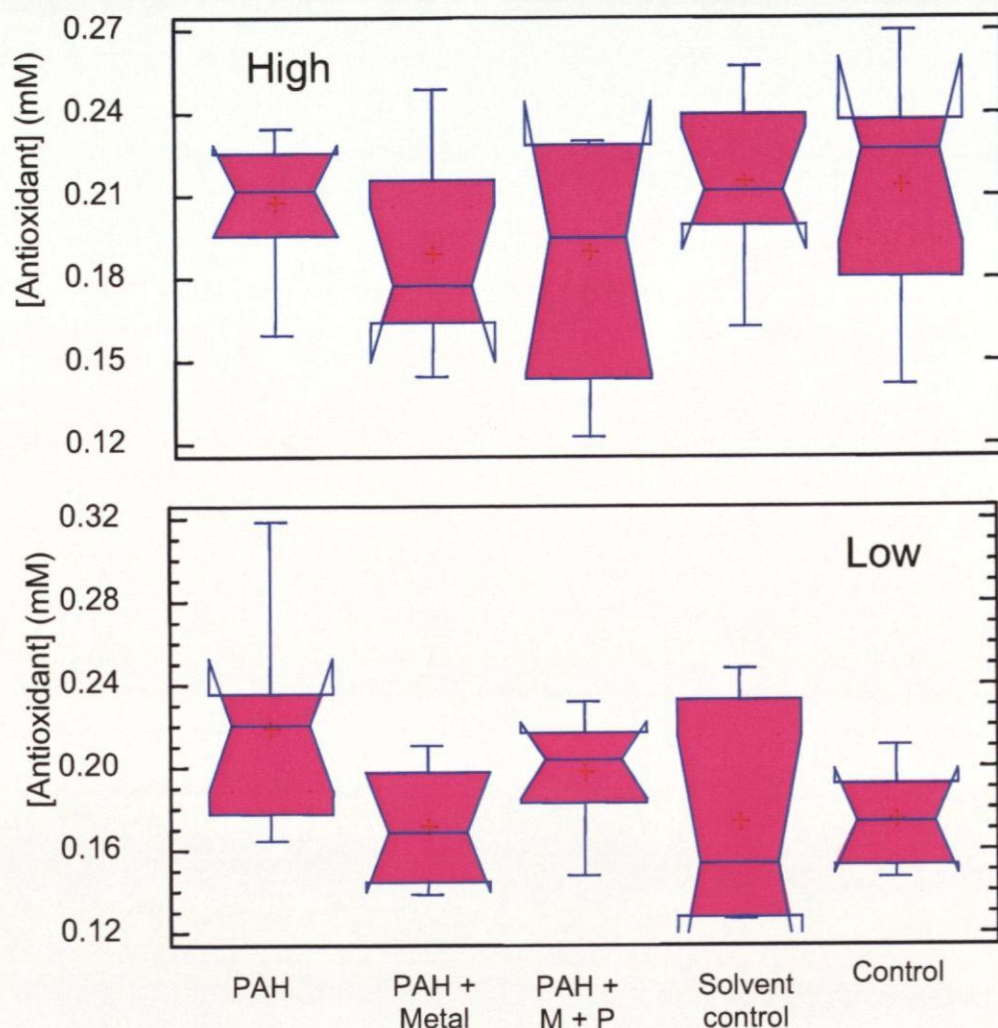 [Antioxidant] (mM)
0.27
0.24
0.21
0.18
0.15
0.12
High
[Antioxidant] (mM)
0.32
0.28
0.24
0.20
0.16
0.12
Low
PAH
PAH +
Metal
PAH +
M + P
Solvent
control
Control